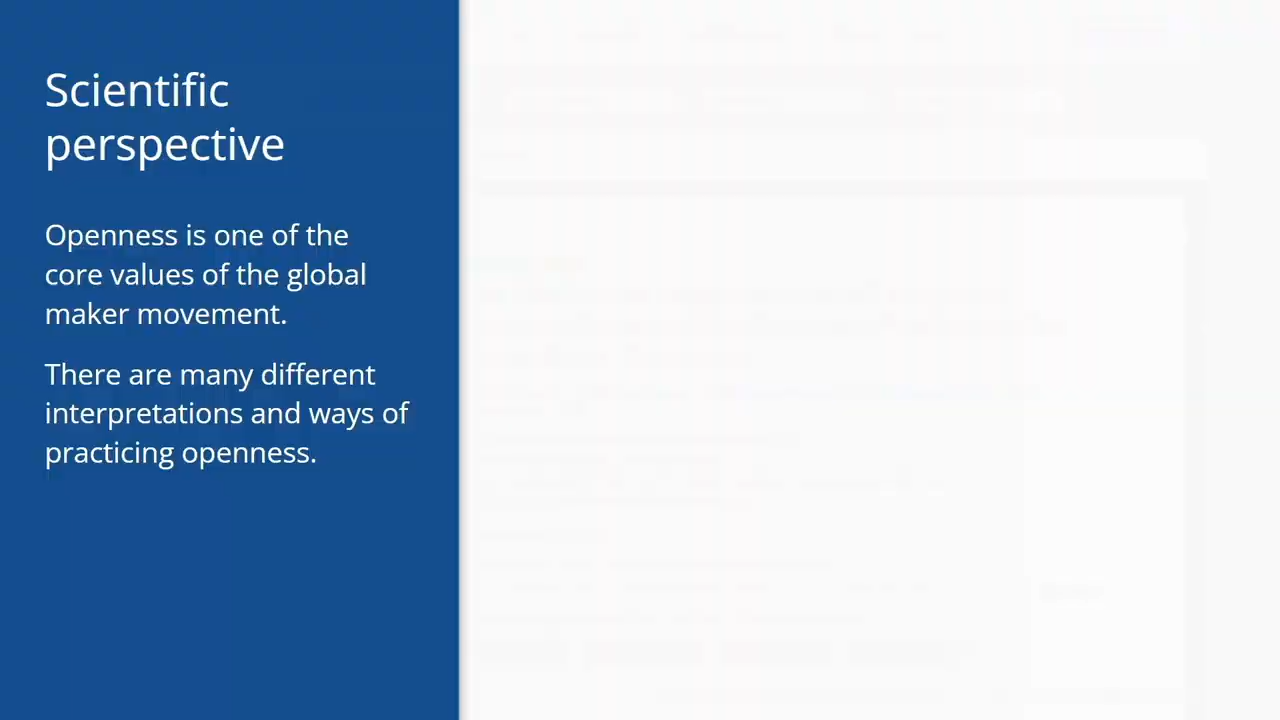 Scientific
perspective
Openness is one of the
core values of the global
maker movement.
There are many different
interpretations and ways of
practicing openness.